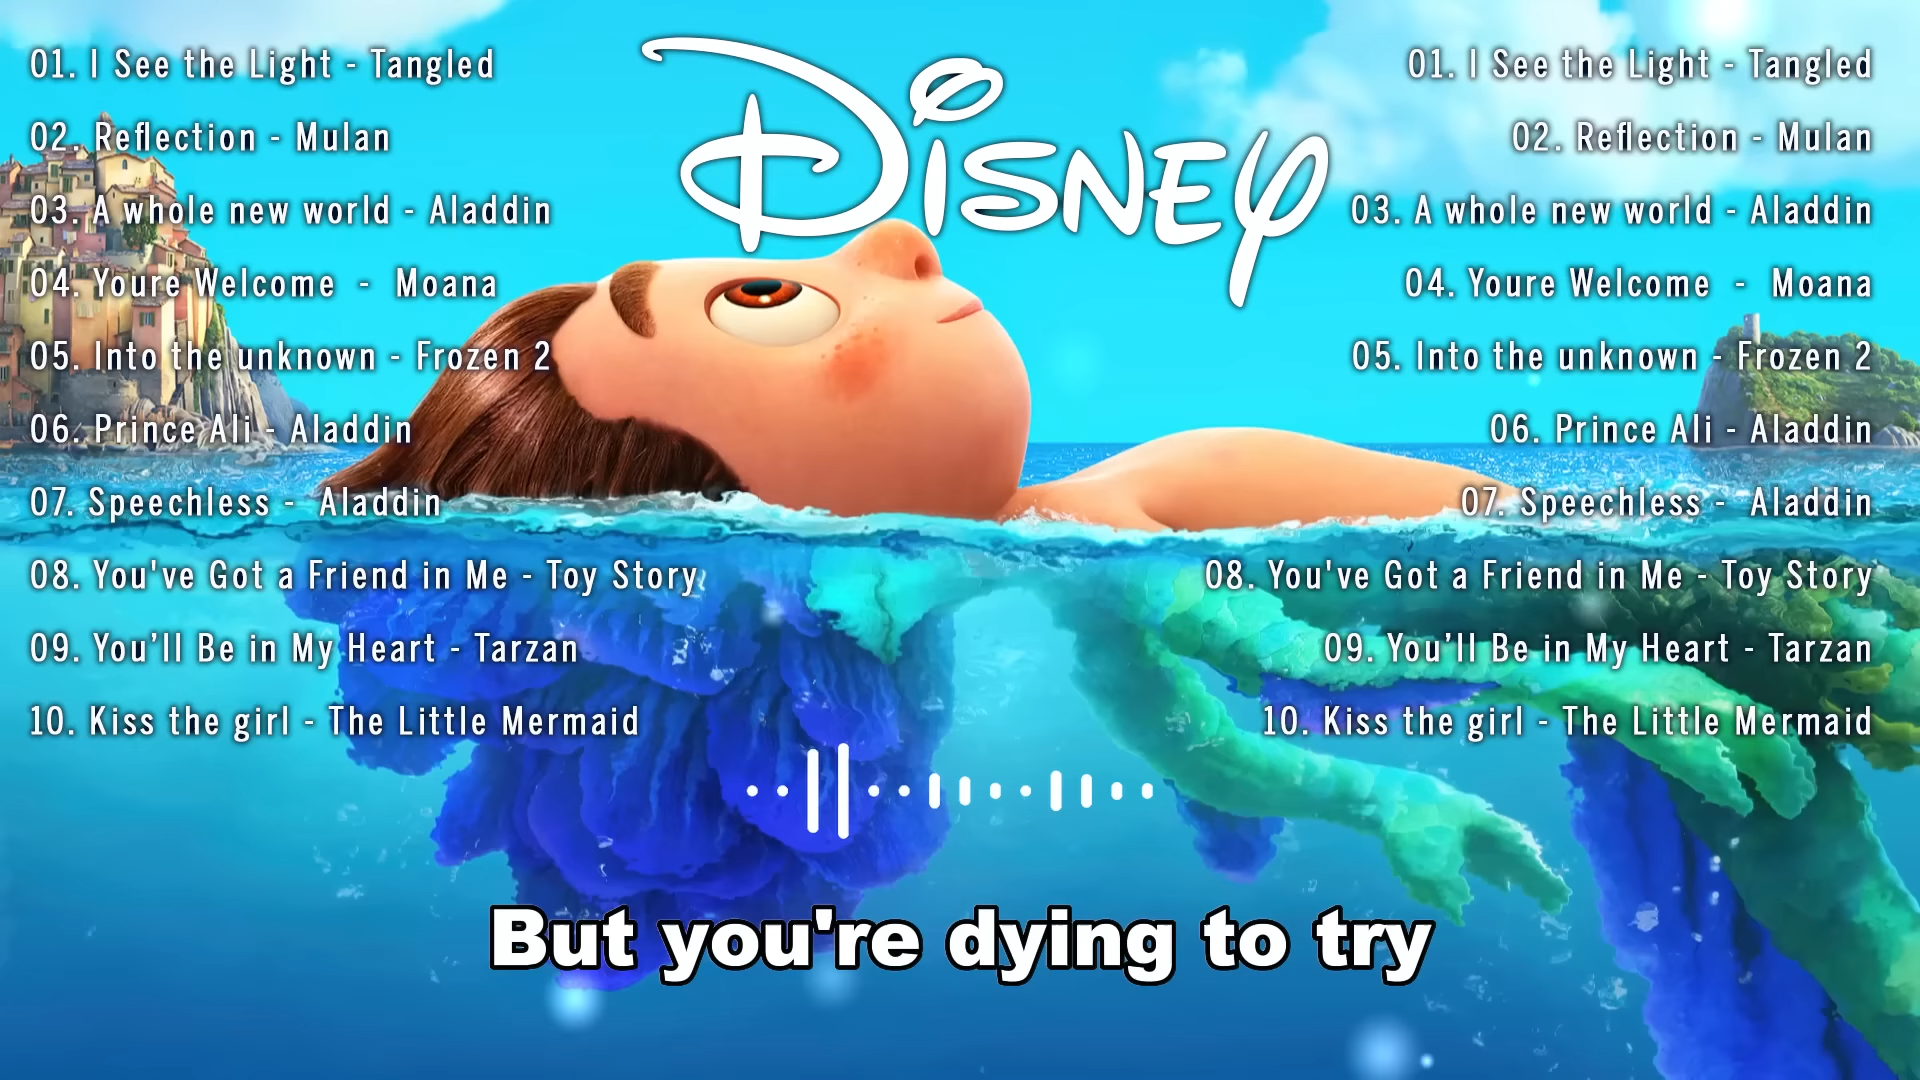 DISNEY
01. I See the Light - Tangled
02. Reflection - Mulan
03. A whole new world - Aladdin
04. Youre Welcome - Moana
05. Into the unknown - Frozen 2
06. Prince Ali - Aladdin
07. Speechless - Aladdin
08. You've Got a Friend in Me - Toy Story
09. You’ll Be in My Heart - Tarzan
10. Kiss the girl - The Little Mermaid
01. I See the Light - Tangled
02. Reflection - Mulan
03. A whole new world - Aladdin
04. Youre Welcome - Moana
05. Into the unknown - Frozen 2
06. Prince Ali - Aladdin
07. Speechless - Aladdin
08. You've Got a Friend in Me - Toy Story
09. You’ll Be in My Heart - Tarzan
10. Kiss the girl - The Little Mermaid
But you're dying to try